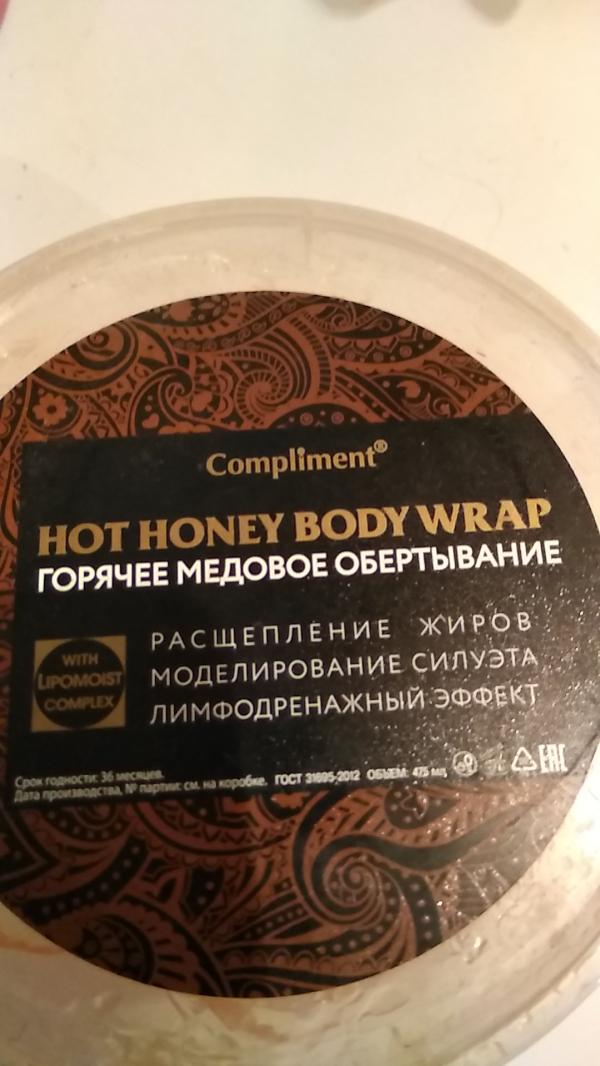 Compliment®
HOT HONEY BODY WRAP
ГОРЯЧЕЕ МЕДОВОЕ ОБЕРТЫВАНИЕ
РАСЩЕПЛЕНИЕ ЖИРОВ
МОДЕЛИРОВАНИЕ СИЛУЭТА
ЛИМФОДРЕНАЖНЫЙ ЭФФЕКТ
WITH
LIPOMOIST
COMPLEX
Срок годности: 36 месяцев.
Дата производства, № партии: см. на коробке. ГОСТ 31695-2012 ОБЪЕМ: 475 мл, EAC